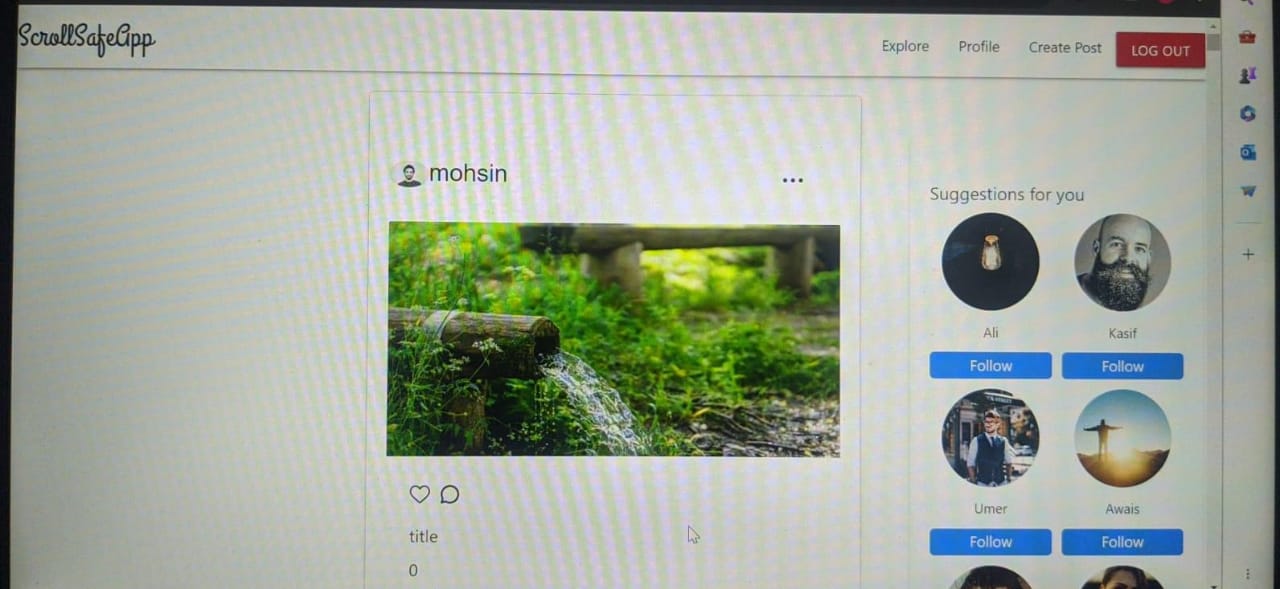 ScrollSafeApp
Explore Profile Create Post LOG OUT
mohsin
Suggestions for you
Ali Kasif
Follow Follow
Umer Awais
Follow Follow
title
0